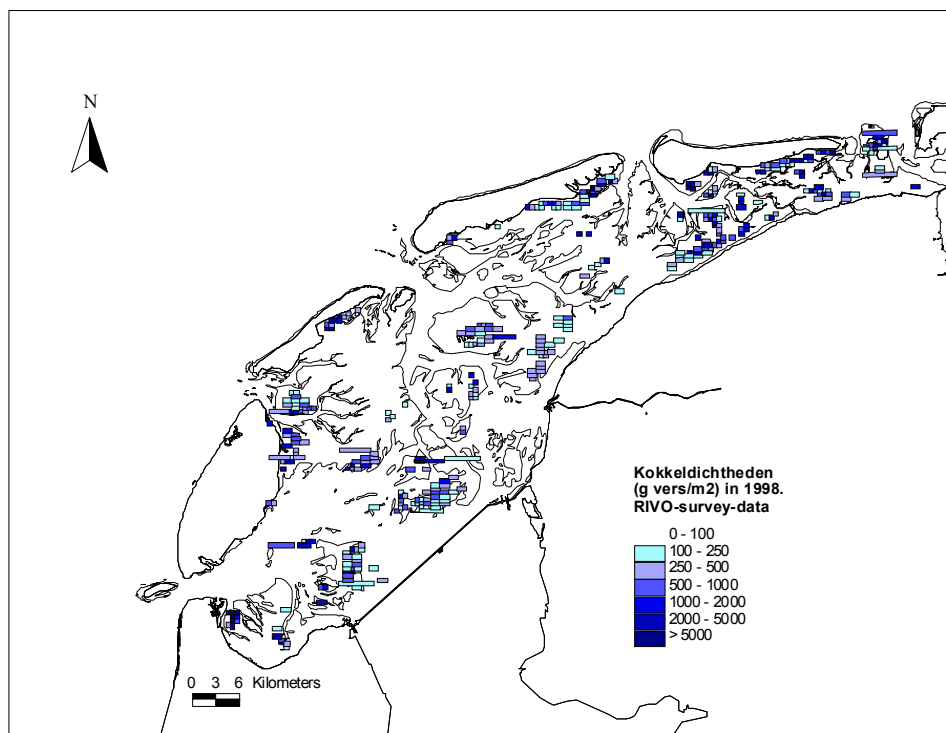 N
Kokkeldichtheden
(g vers/m2) in 1998.
RIVO-survey-data
0 - 100
100 - 250
250 - 500
500 - 1000
1000 - 2000
2000 - 5000
> 5000
0 3 6 Kilometers